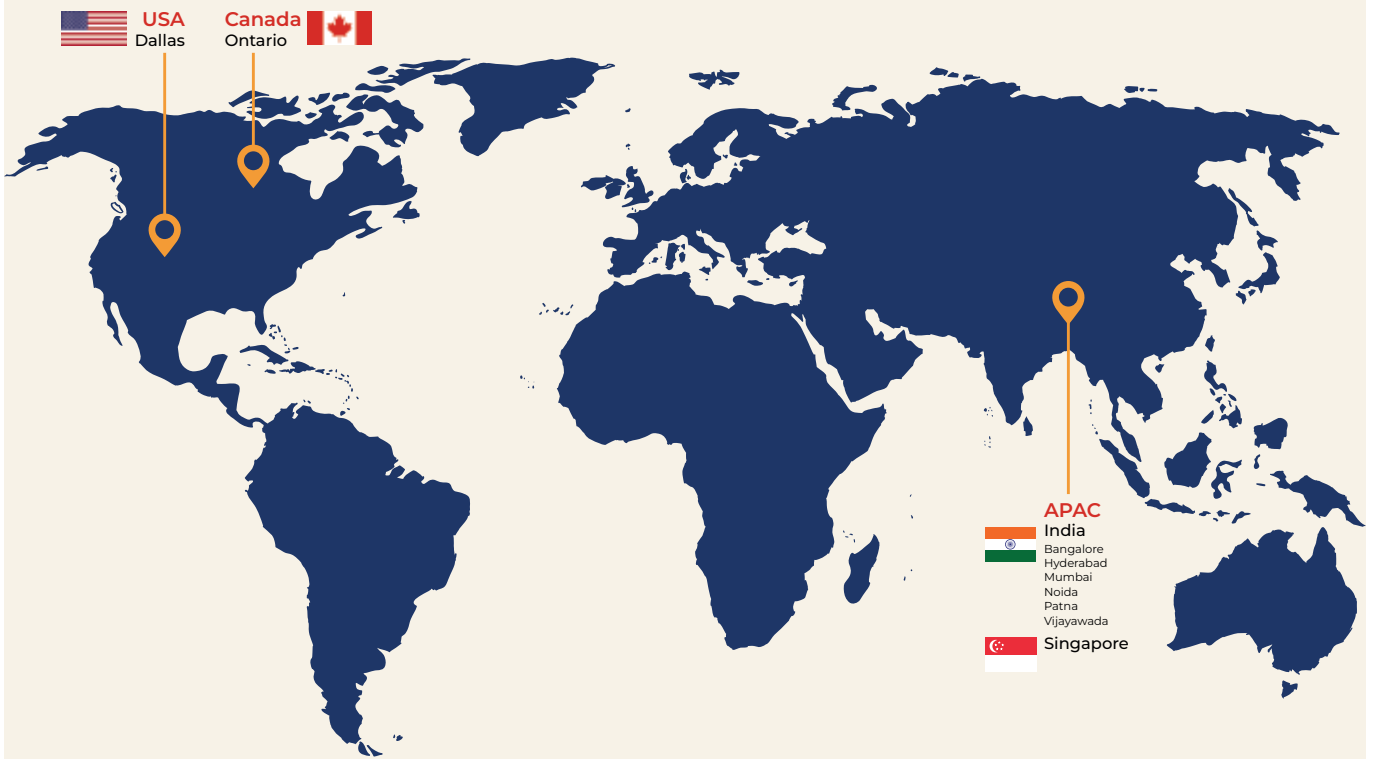 USA
Dallas
Canada
Ontario
APAC
India
Bangalore
Hyderabad
Mumbai
Noida
Patna
Vijayawada
Singapore